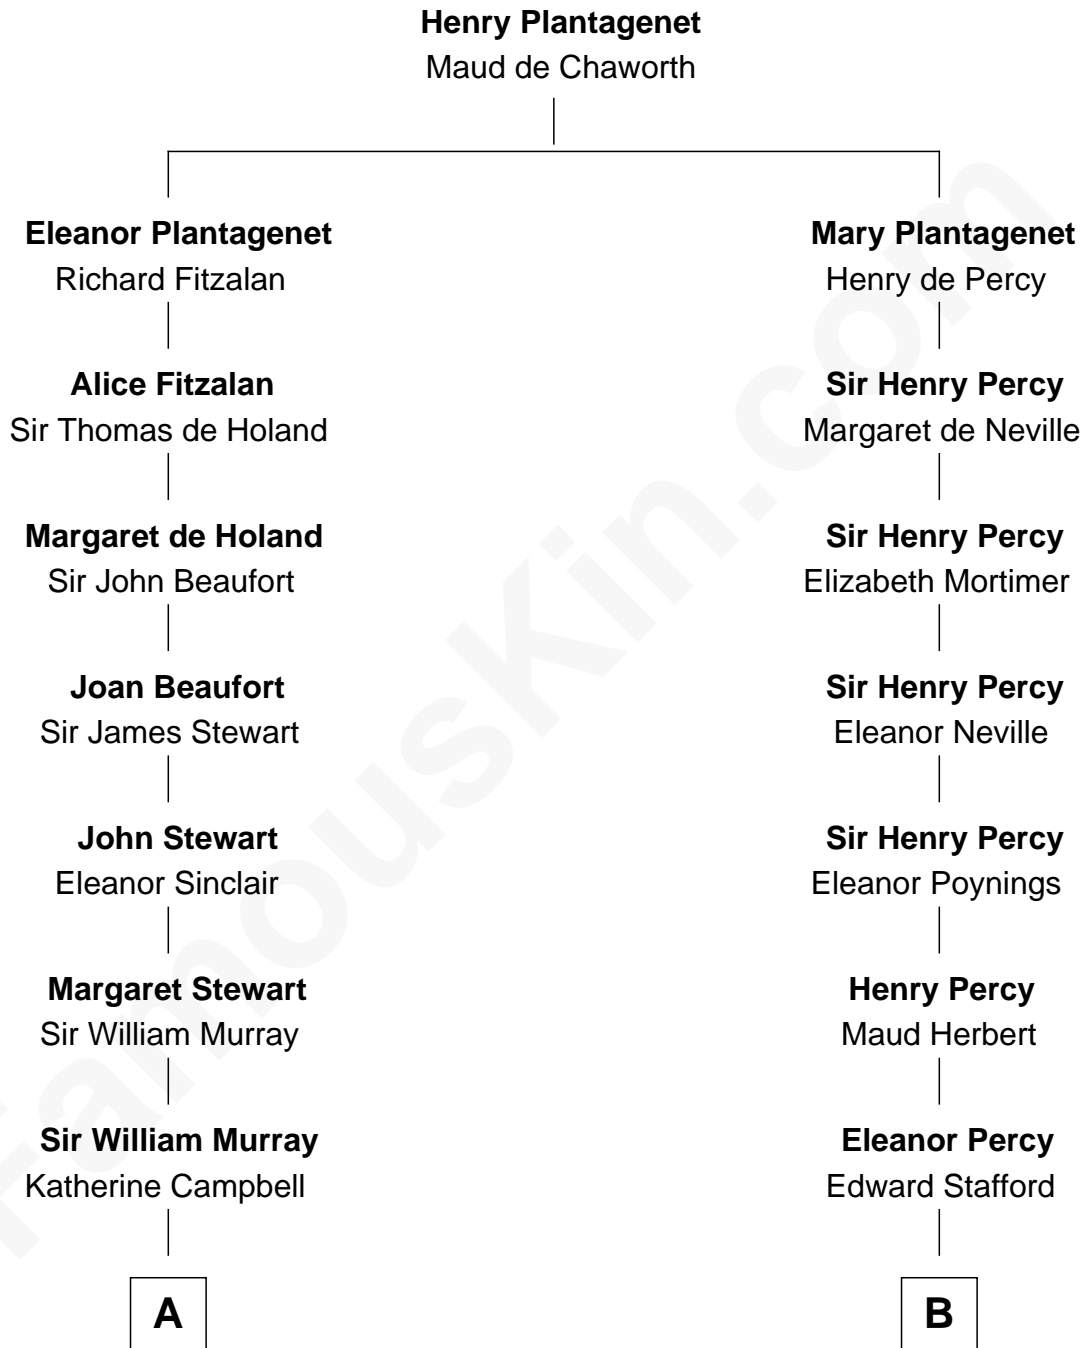 Henry Plantagenet
Maud de Chaworth
Eleanor Plantagenet
Richard Fitzalan
Mary Plantagenet
Henry de Percy
Alice Fitzalan
Sir Thomas de Holand
Sir Henry Percy
Margaret de Neville
Margaret de Holand
Sir John Beaufort
Sir Henry Percy
Elizabeth Mortimer
Joan Beaufort
Sir James Stewart
Sir Henry Percy
Eleanor Neville
John Stewart
Eleanor Sinclair
Sir Henry Percy
Eleanor Poynings
Margaret Stewart
Sir William Murray
Henry Percy
Maud Herbert
Sir William Murray
Katherine Campbell
Eleanor Percy
Edward Stafford
A
B
FamousKin.com